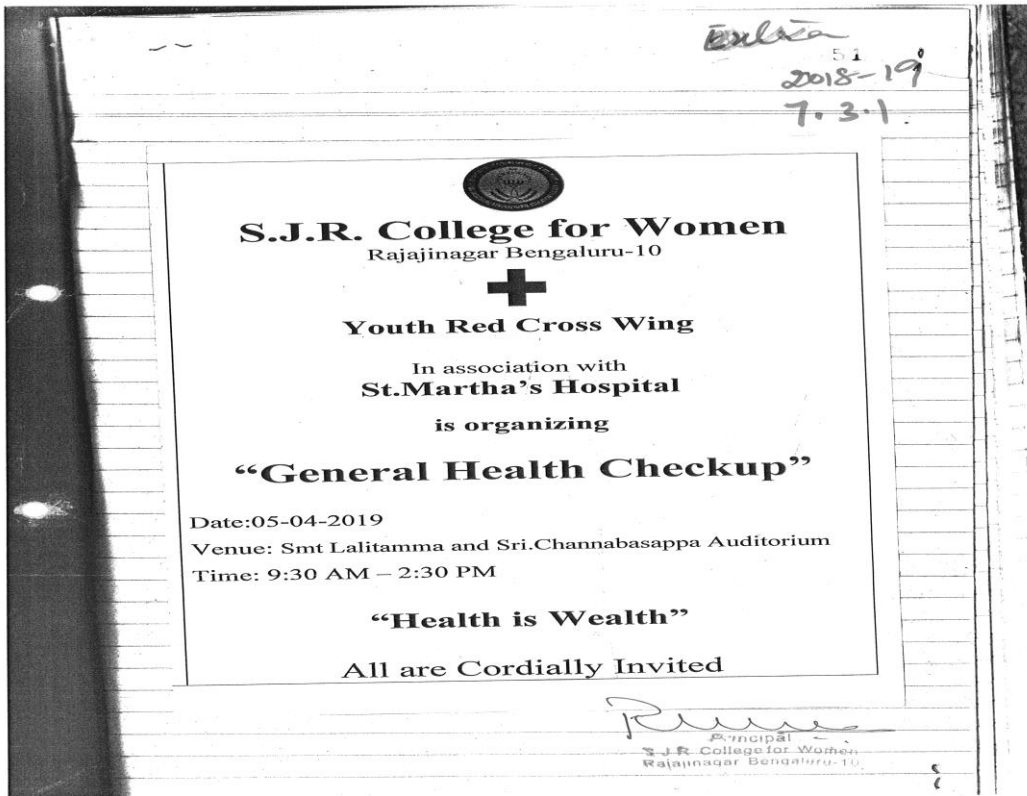 51
2018-19
7.3.1
S.J.R. College for Women
Rajajinagar Bengaluru-10
Youth Red Cross Wing
In association with
St.Martha's Hospital
is organizing
“General Health Checkup”
Date:05-04-2019
Venue: Smt Lalitamma and Sri.Channabasappa Auditorium
Time: 9:30 AM – 2:30 PM
“Health is Wealth”
All are Cordially Invited
Principal
S.J.R. College for Women
Rajajinagar Bengaluru-10.